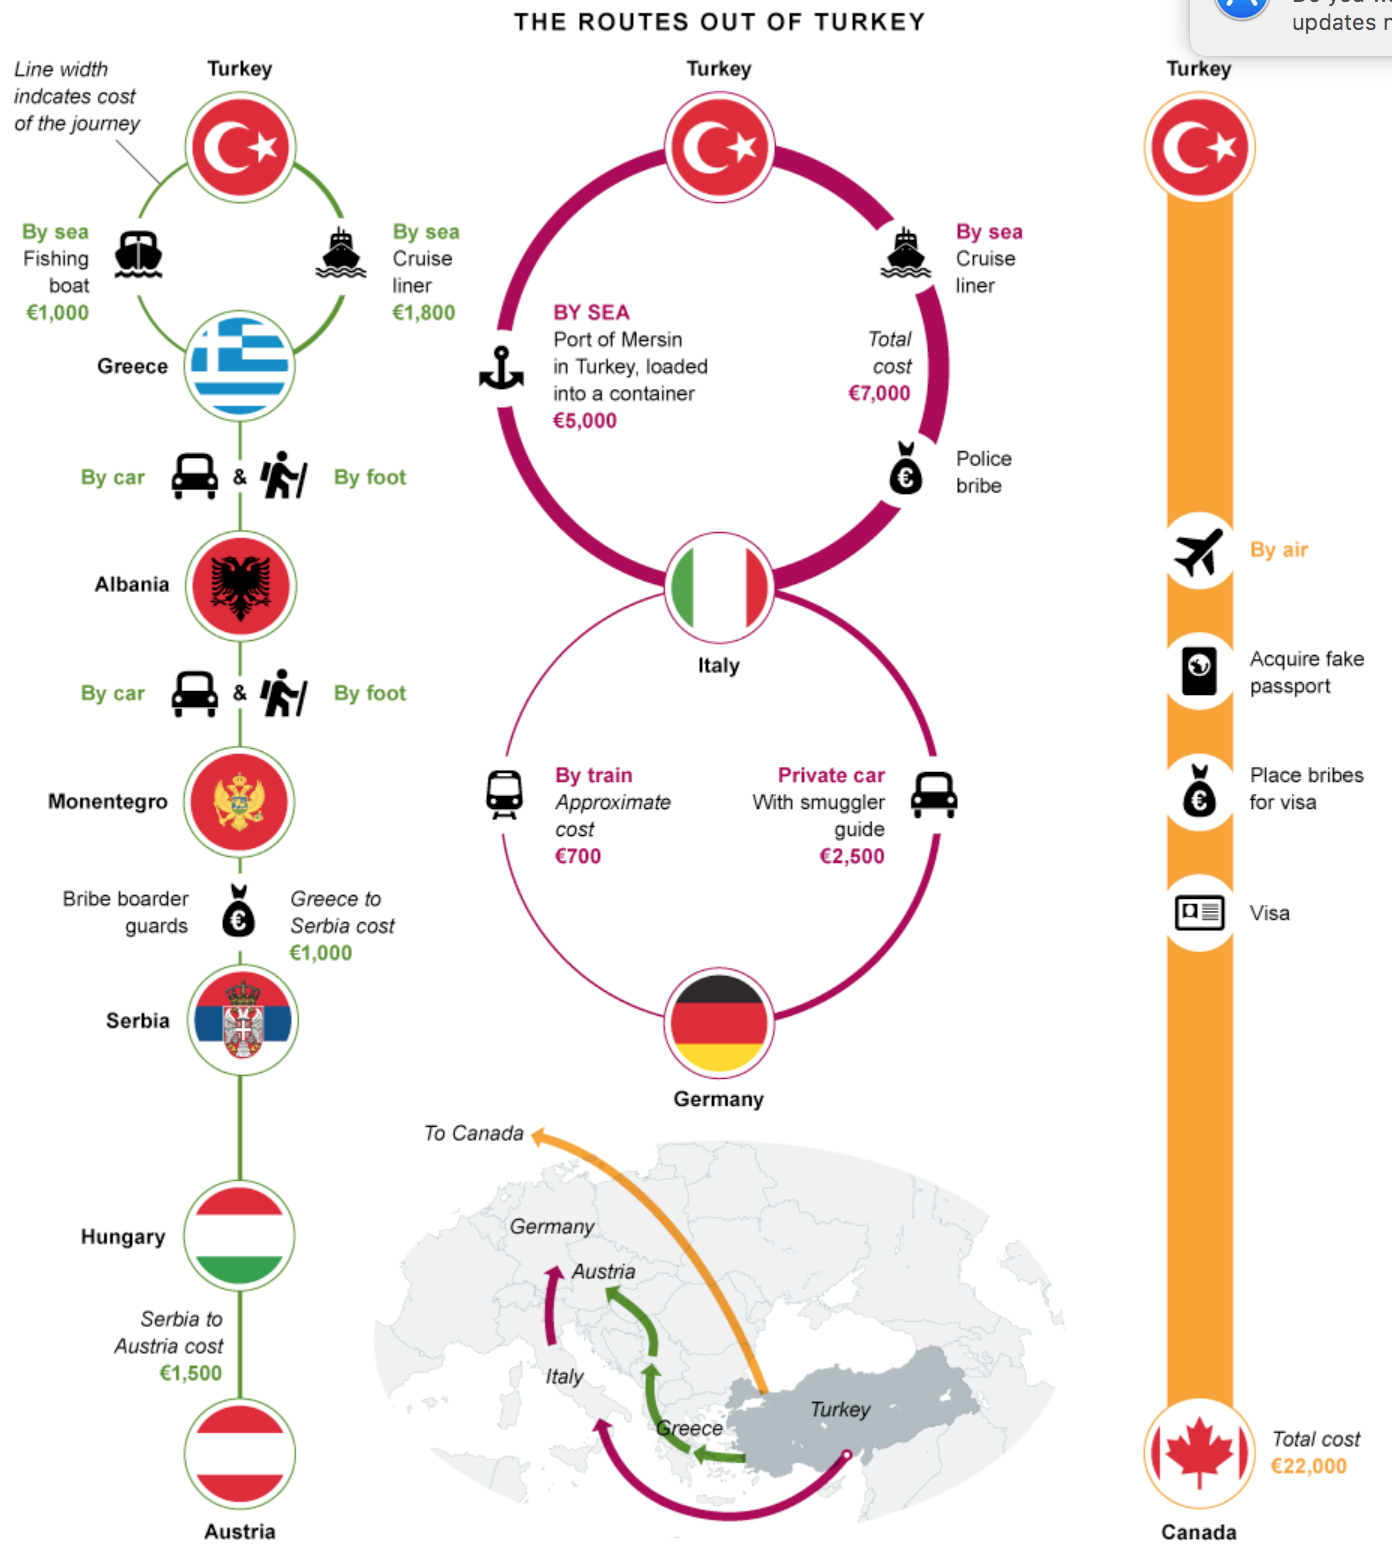 THE ROUTES OUT OF TURKEY
updates
Line width
indcates cost
of the journey
Turkey
By sea
Fishing
boat
€1,000
By sea
Cruise
liner
€1,800
Greece
By car
&
By foot
Albania
By car
&
By foot
Monentegro
Bribe boarder
guards
Greece to
Serbia cost
€1,000
Serbia
Hungary
Serbia to
Austria cost
€1,500
Austria
Turkey
BY SEA
Port of Mersin
in Turkey, loaded
into a container
€5,000
By sea
Cruise
liner
Total
cost
€7,000
€
Police
bribe
Italy
By train
Approximate
cost
€700
Private car
With smuggler
guide
€2,500
Germany
To Canada
Germany
Austria
Italy
Greece
Turkey
Turkey
By air
Acquire fake
passport
€
Place bribes
for visa
Visa
Total cost
€22,000
Canada